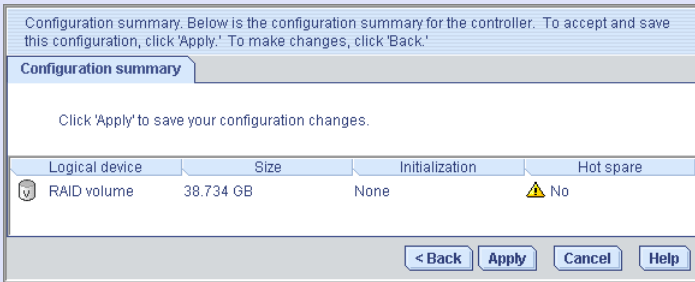 Configuration summary. Below is the configuration summary for the controller. To accept and save
this configuration, click 'Apply.' To make changes, click 'Back.'
Configuration summary
Click 'Apply' to save your configuration changes.
Logical device Size Initialization Hot spare
v RAID volume 38.734 GB None No
< Back Apply Cancel Help